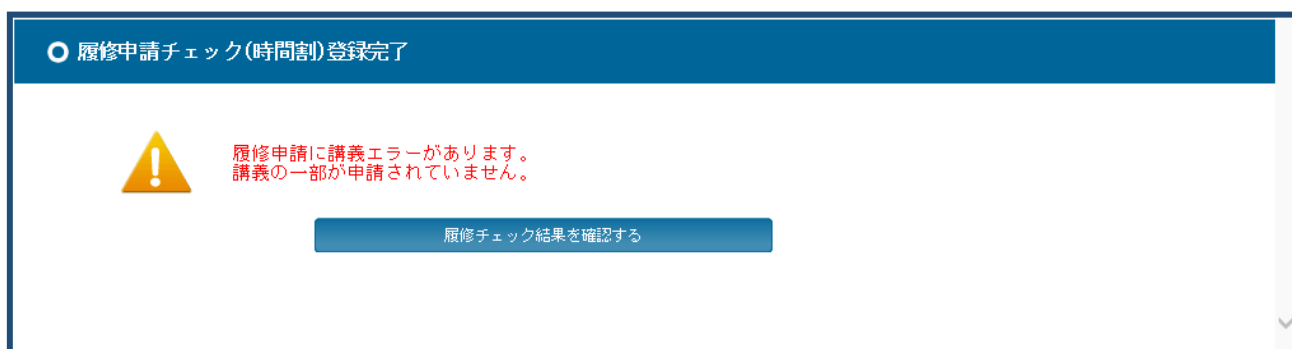 履修申請チェック(時間割)登録完了
履修申請に講義エラーがあります。
講義の一部が申請されていません。
履修チェック結果を確認する